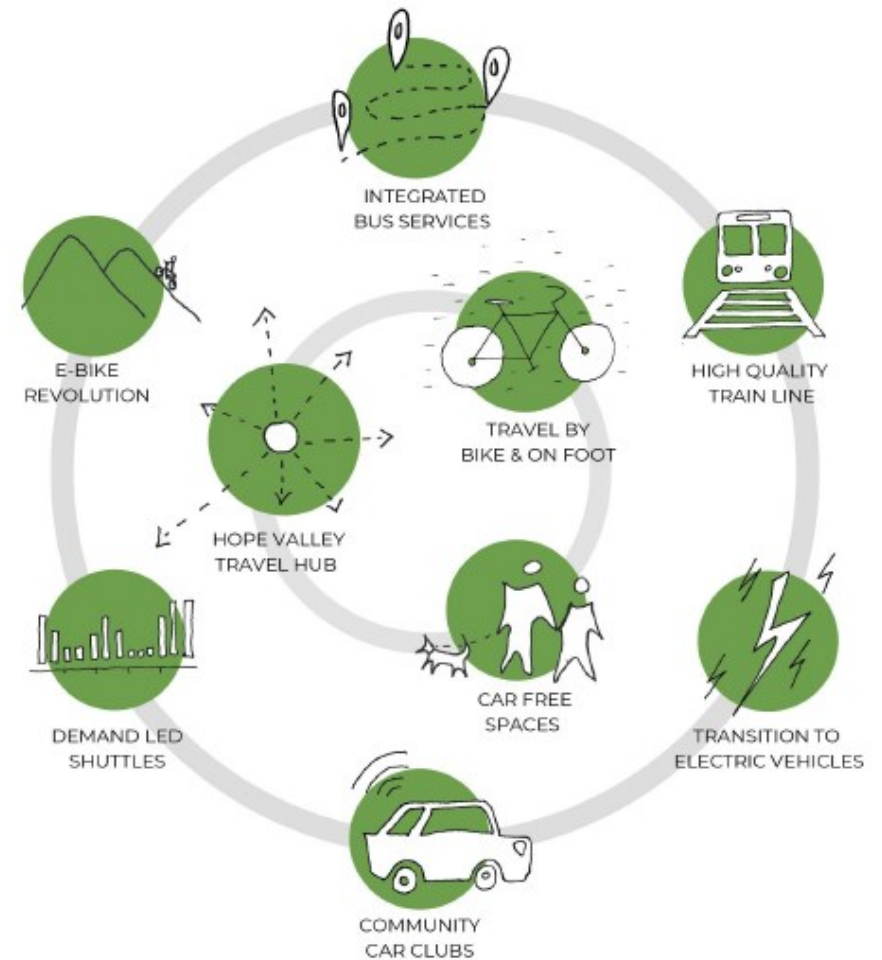 INTEGRATED
BUS SERVICES
E-BIKE
REVOLUTION
HIGH QUALITY
TRAIN LINE
TRAVEL BY
BIKE & ON FOOT
HOPE VALLEY
TRAVEL HUB
CAR FREE
SPACES
DEMAND LED
SHUTTLES
TRANSITION TO
ELECTRIC VEHICLES
COMMUNITY
CAR CLUBS